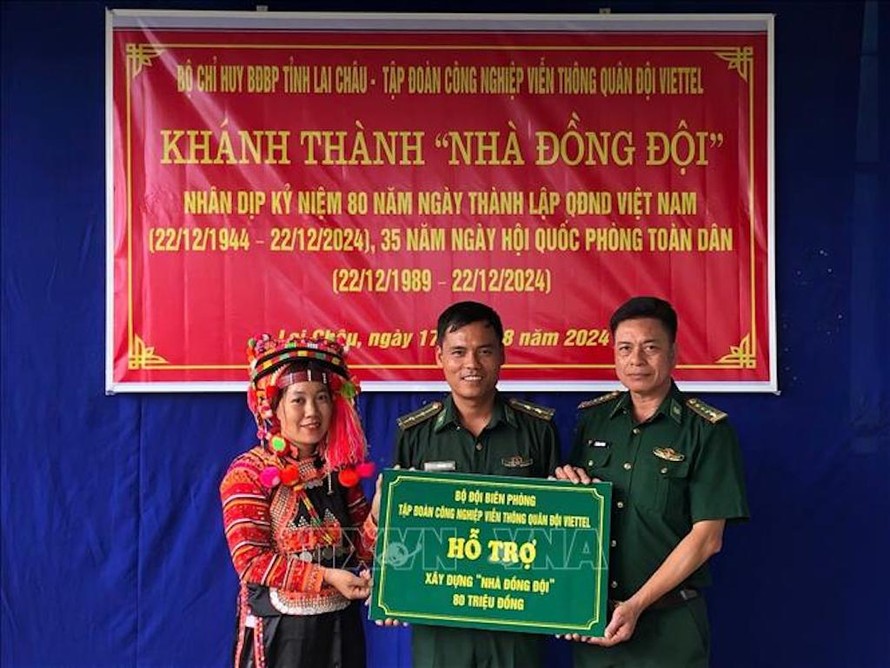 BỘ CHỈ HUY BĐBP TỈNH LAI CHÂU - TẬP ĐOÀN CÔNG NGHIỆP VIỄN THÔNG QUÂN ĐỘI VIETTEL
KHÁNH THÀNH “NHÀ ĐỒNG ĐỘI”
NHÂN DỊP KỶ NIỆM 80 NĂM NGÀY THÀNH LẬP QĐND VIỆT NAM
(22/12/1944 - 22/12/2024), 35 NĂM NGÀY HỘI QUỐC PHÒNG TOÀN DÂN
(22/12/1989 - 22/12/2024)
Lai Châu, ngày 17 8 năm 2024
BỘ ĐỘI BIÊN PHÒNG
TẬP ĐOÀN CÔNG NGHIỆP VIỄN THÔNG QUÂN ĐỘI VIETTEL
HỖ TRỢ
XÂY DỰNG "NHÀ ĐỒNG ĐỘI"
80 TRIỆU ĐỒNG
TTXVN VNA